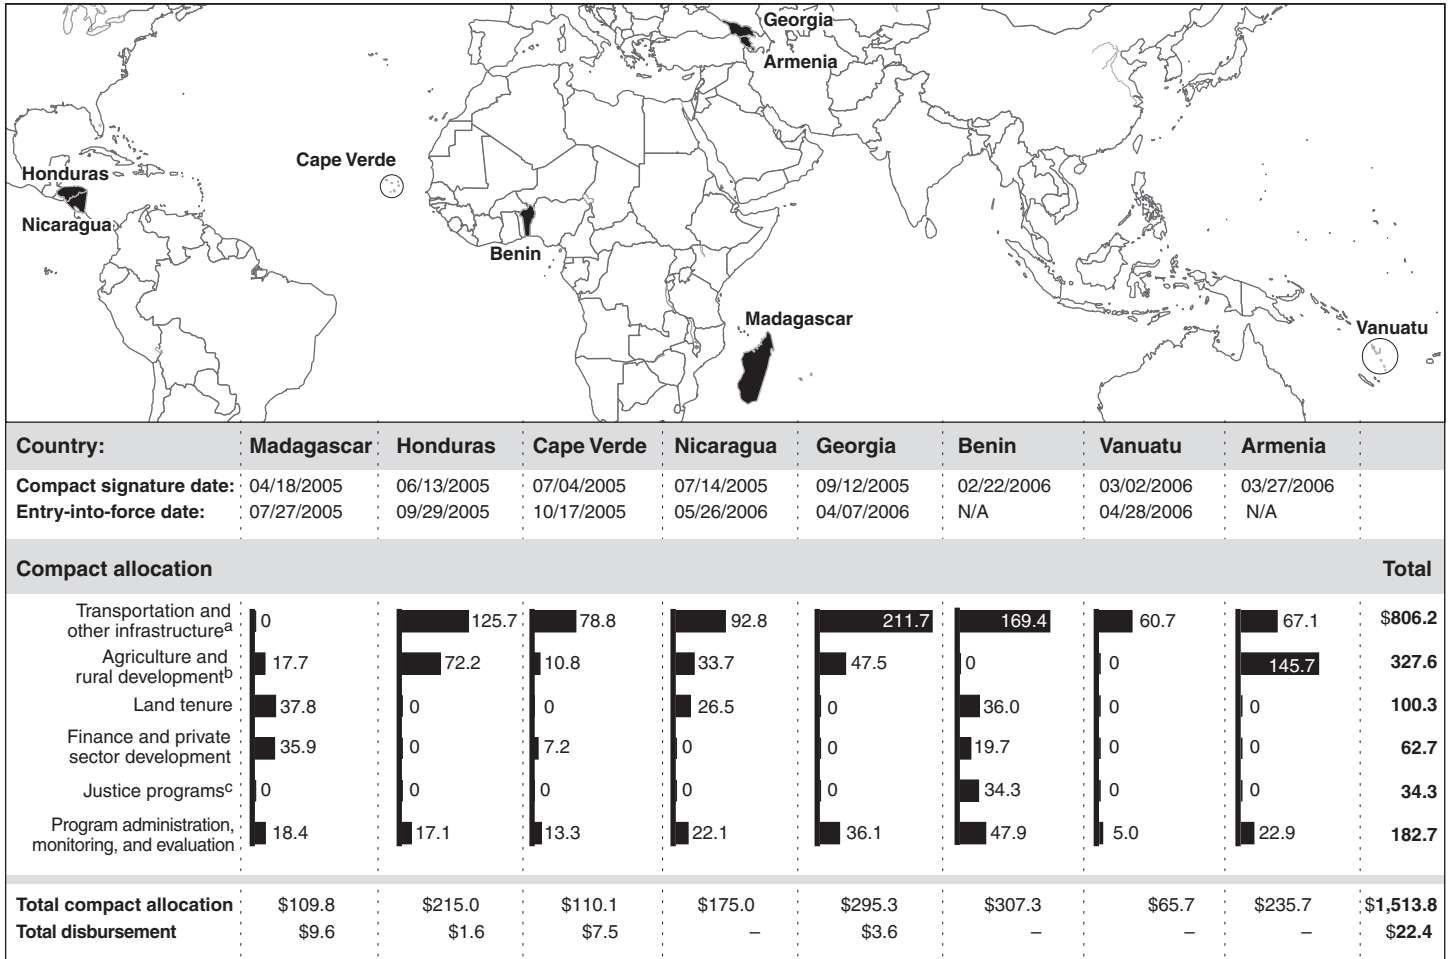 Georgia
Armenia
Cape Verde
Honduras
Nicaragua
Benin
Madagascar
Vanuatu
Country: Madagascar Honduras Cape Verde Nicaragua Georgia Benin Vanuatu Armenia
Compact signature date: 04/18/2005 06/13/2005 07/04/2005 07/14/2005 09/12/2005 02/22/2006 03/02/2006 03/27/2006
Entry-into-force date: 07/27/2005 09/29/2005 10/17/2005 05/26/2006 04/07/2006 N/A 04/28/2006 N/A
Compact allocation Total
Transportation and
other infrastructurea 0 125.7 78.8 92.8 211.7 169.4 60.7 67.1 $806.2
Agriculture and
rural developmentb 17.7 72.2 10.8 33.7 47.5 0 0 145.7 327.6
Land tenure 37.8 0 0 26.5 0 36.0 0 0 100.3
Finance and private
sector development 35.9 0 7.2 0 0 19.7 0 0 62.7
Justice programsc 0 0 0 0 0 34.3 0 0 34.3
Program administration,
monitoring, and evaluation 18.4 17.1 13.3 22.1 36.1 47.9 5.0 22.9 182.7
Total compact allocation $109.8 $215.0 $110.1 $175.0 $295.3 $307.3 $65.7 $235.7 $1,513.8
Total disbursement $9.6 $1.6 $7.5 – $3.6 – – – $22.4